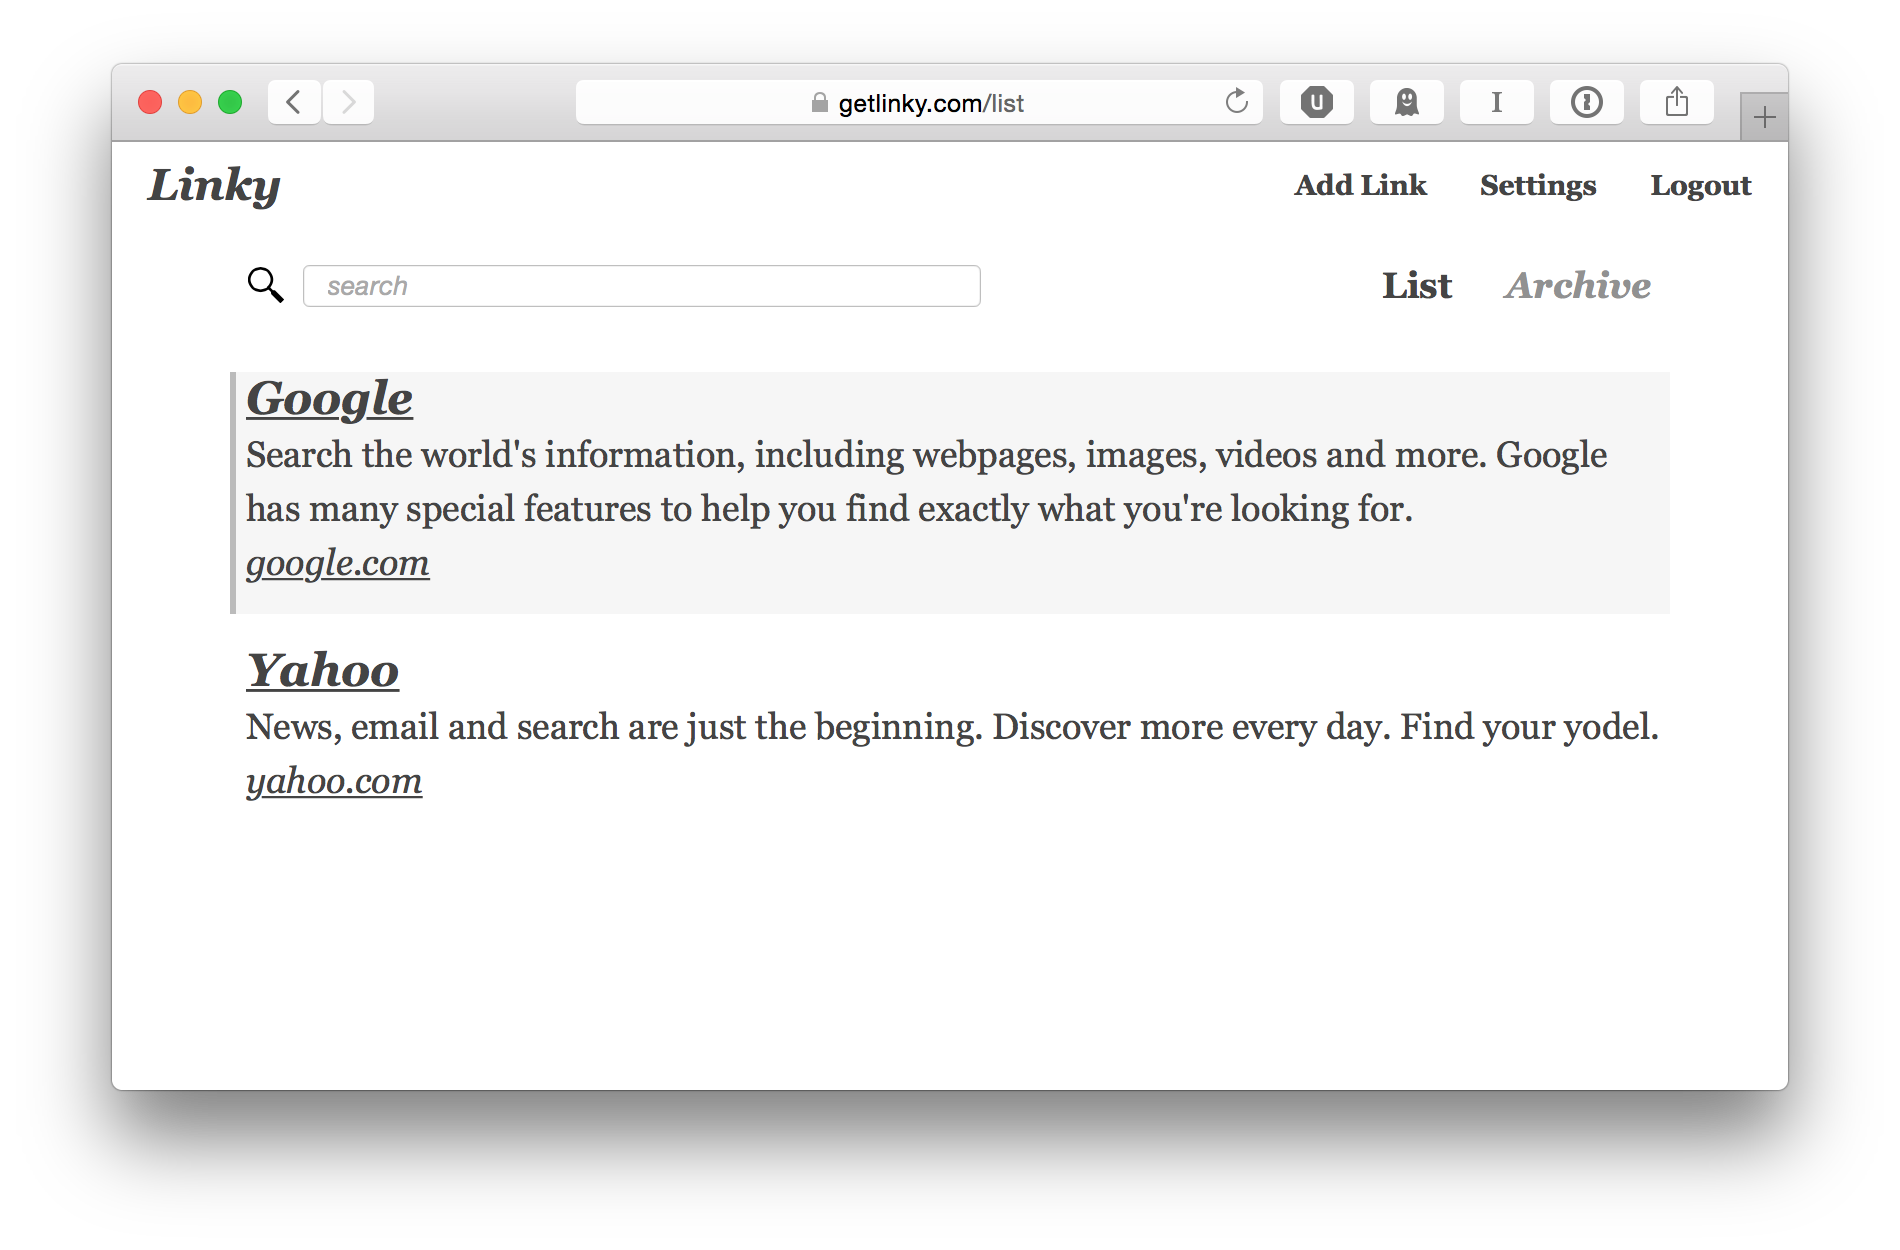 getlinky.com/list
Linky
Add Link Settings Logout
search
List Archive
Google
Search the world's information, including webpages, images, videos and more. Google
has many special features to help you find exactly what you're looking for.
google.com
Yahoo
News, email and search are just the beginning. Discover more every day. Find your yodel.
yahoo.com